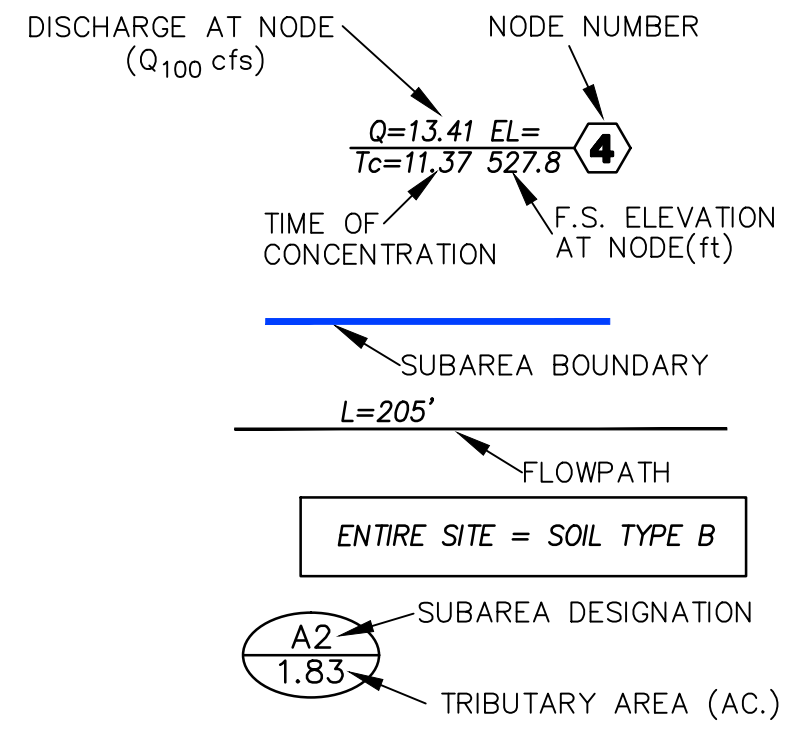 DISCHARGE AT NODE
(Q100 cfs)
NODE NUMBER
Q=13.41 EL=
Tc=11.37 527.8
4
TIME OF
CONCENTRATION
F.S. ELEVATION
AT NODE(ft)
SUBAREA BOUNDARY
L=205'
FLOWPATH
ENTIRE SITE = SOIL TYPE B
A2
1.83
SUBAREA DESIGNATION
TRIBUTARY AREA (AC.)